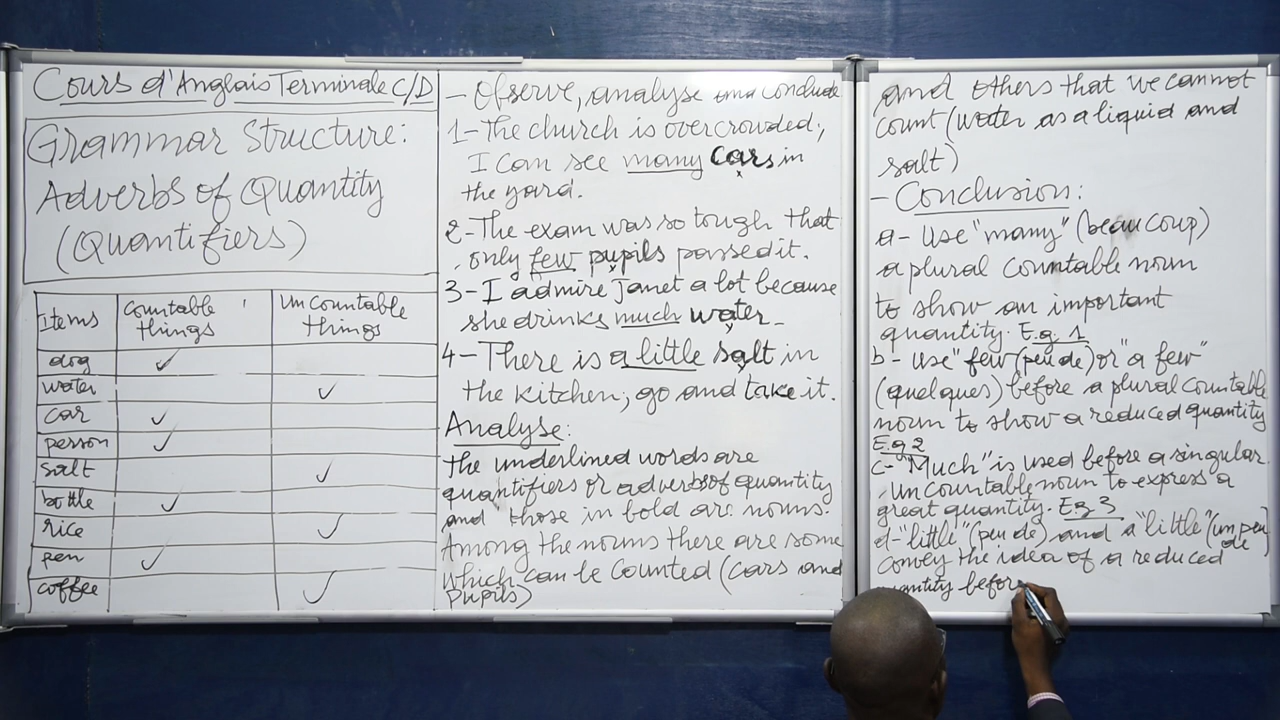 Cours d'Anglais Terminale C/D
Grammar Structure:
Adverbs of Quantity
(Quantifiers)
Items
Countable things
Uncountable things
dog ✓
water ✓
car ✓
person ✓
salt ✓
bottle ✓
rice ✓
pen ✓
coffee ✓
- Observe, analyse and conclude
1- The church is overcrowded,
I can see many cars in
the yard.
2- The exam was so tough that
only few pupils passed it.
3- I admire Janet a lot because
she drinks much water.
4- There is a little salt in
the kitchen, go and take it.
Analyse:
the underlined words are
quantifiers or adverbs of quantity
and those in bold are nouns.
Among the nouns there are some
which can be counted (cars and
pupils)
and others that we cannot
count (water as a liquid and
salt)
- Conclusion:
a- Use "many" (beaucoup)
a plural countable noun
to show an important
quantity. E.g. 1
b- Use "few (peu de) or "a few"
(quelques) before a plural countable
noun to show a reduced quantity
E.g 2
c- "Much" is used before a singular
uncountable noun to express a
great quantity. E.g 3
d- "little" (peu de) and a "little" (un peu de)
convey the idea of a reduced
quantity befor